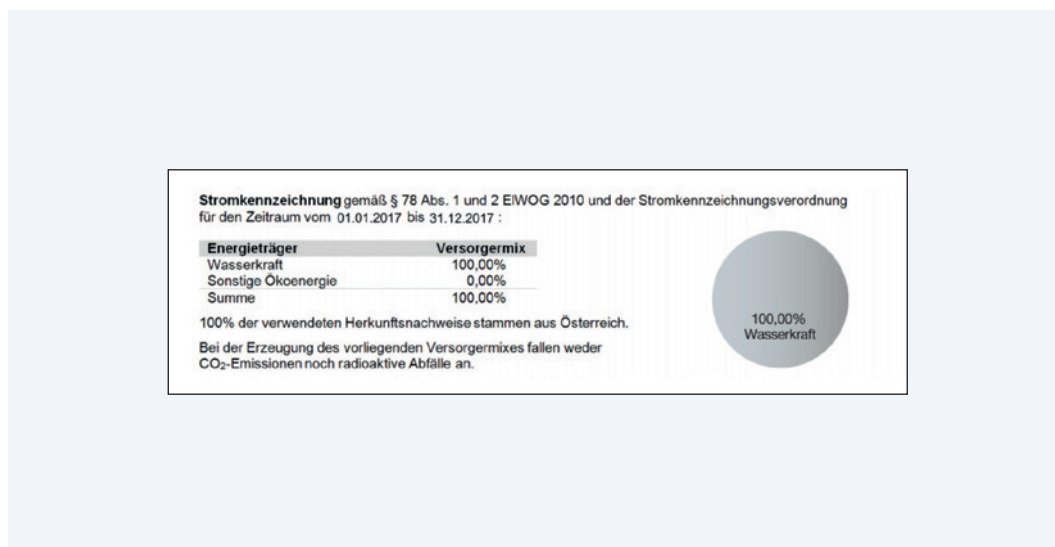 Stromkennzeichnung gemäß § 78 Abs. 1 und 2 ElWOG 2010 und der Stromkennzeichnungsverordnung
für den Zeitraum vom 01.01.2017 bis 31.12.2017 :
Energieträger Versorgermix
Wasserkraft 100,00%
Sonstige Ökoenergie 0,00%
Summe 100,00%
100% der verwendeten Herkunftsnachweise stammen aus Österreich.
Bei der Erzeugung des vorliegenden Versorgermixes fallen weder
CO₂-Emissionen noch radioaktive Abfälle an.
100,00%
Wasserkraft